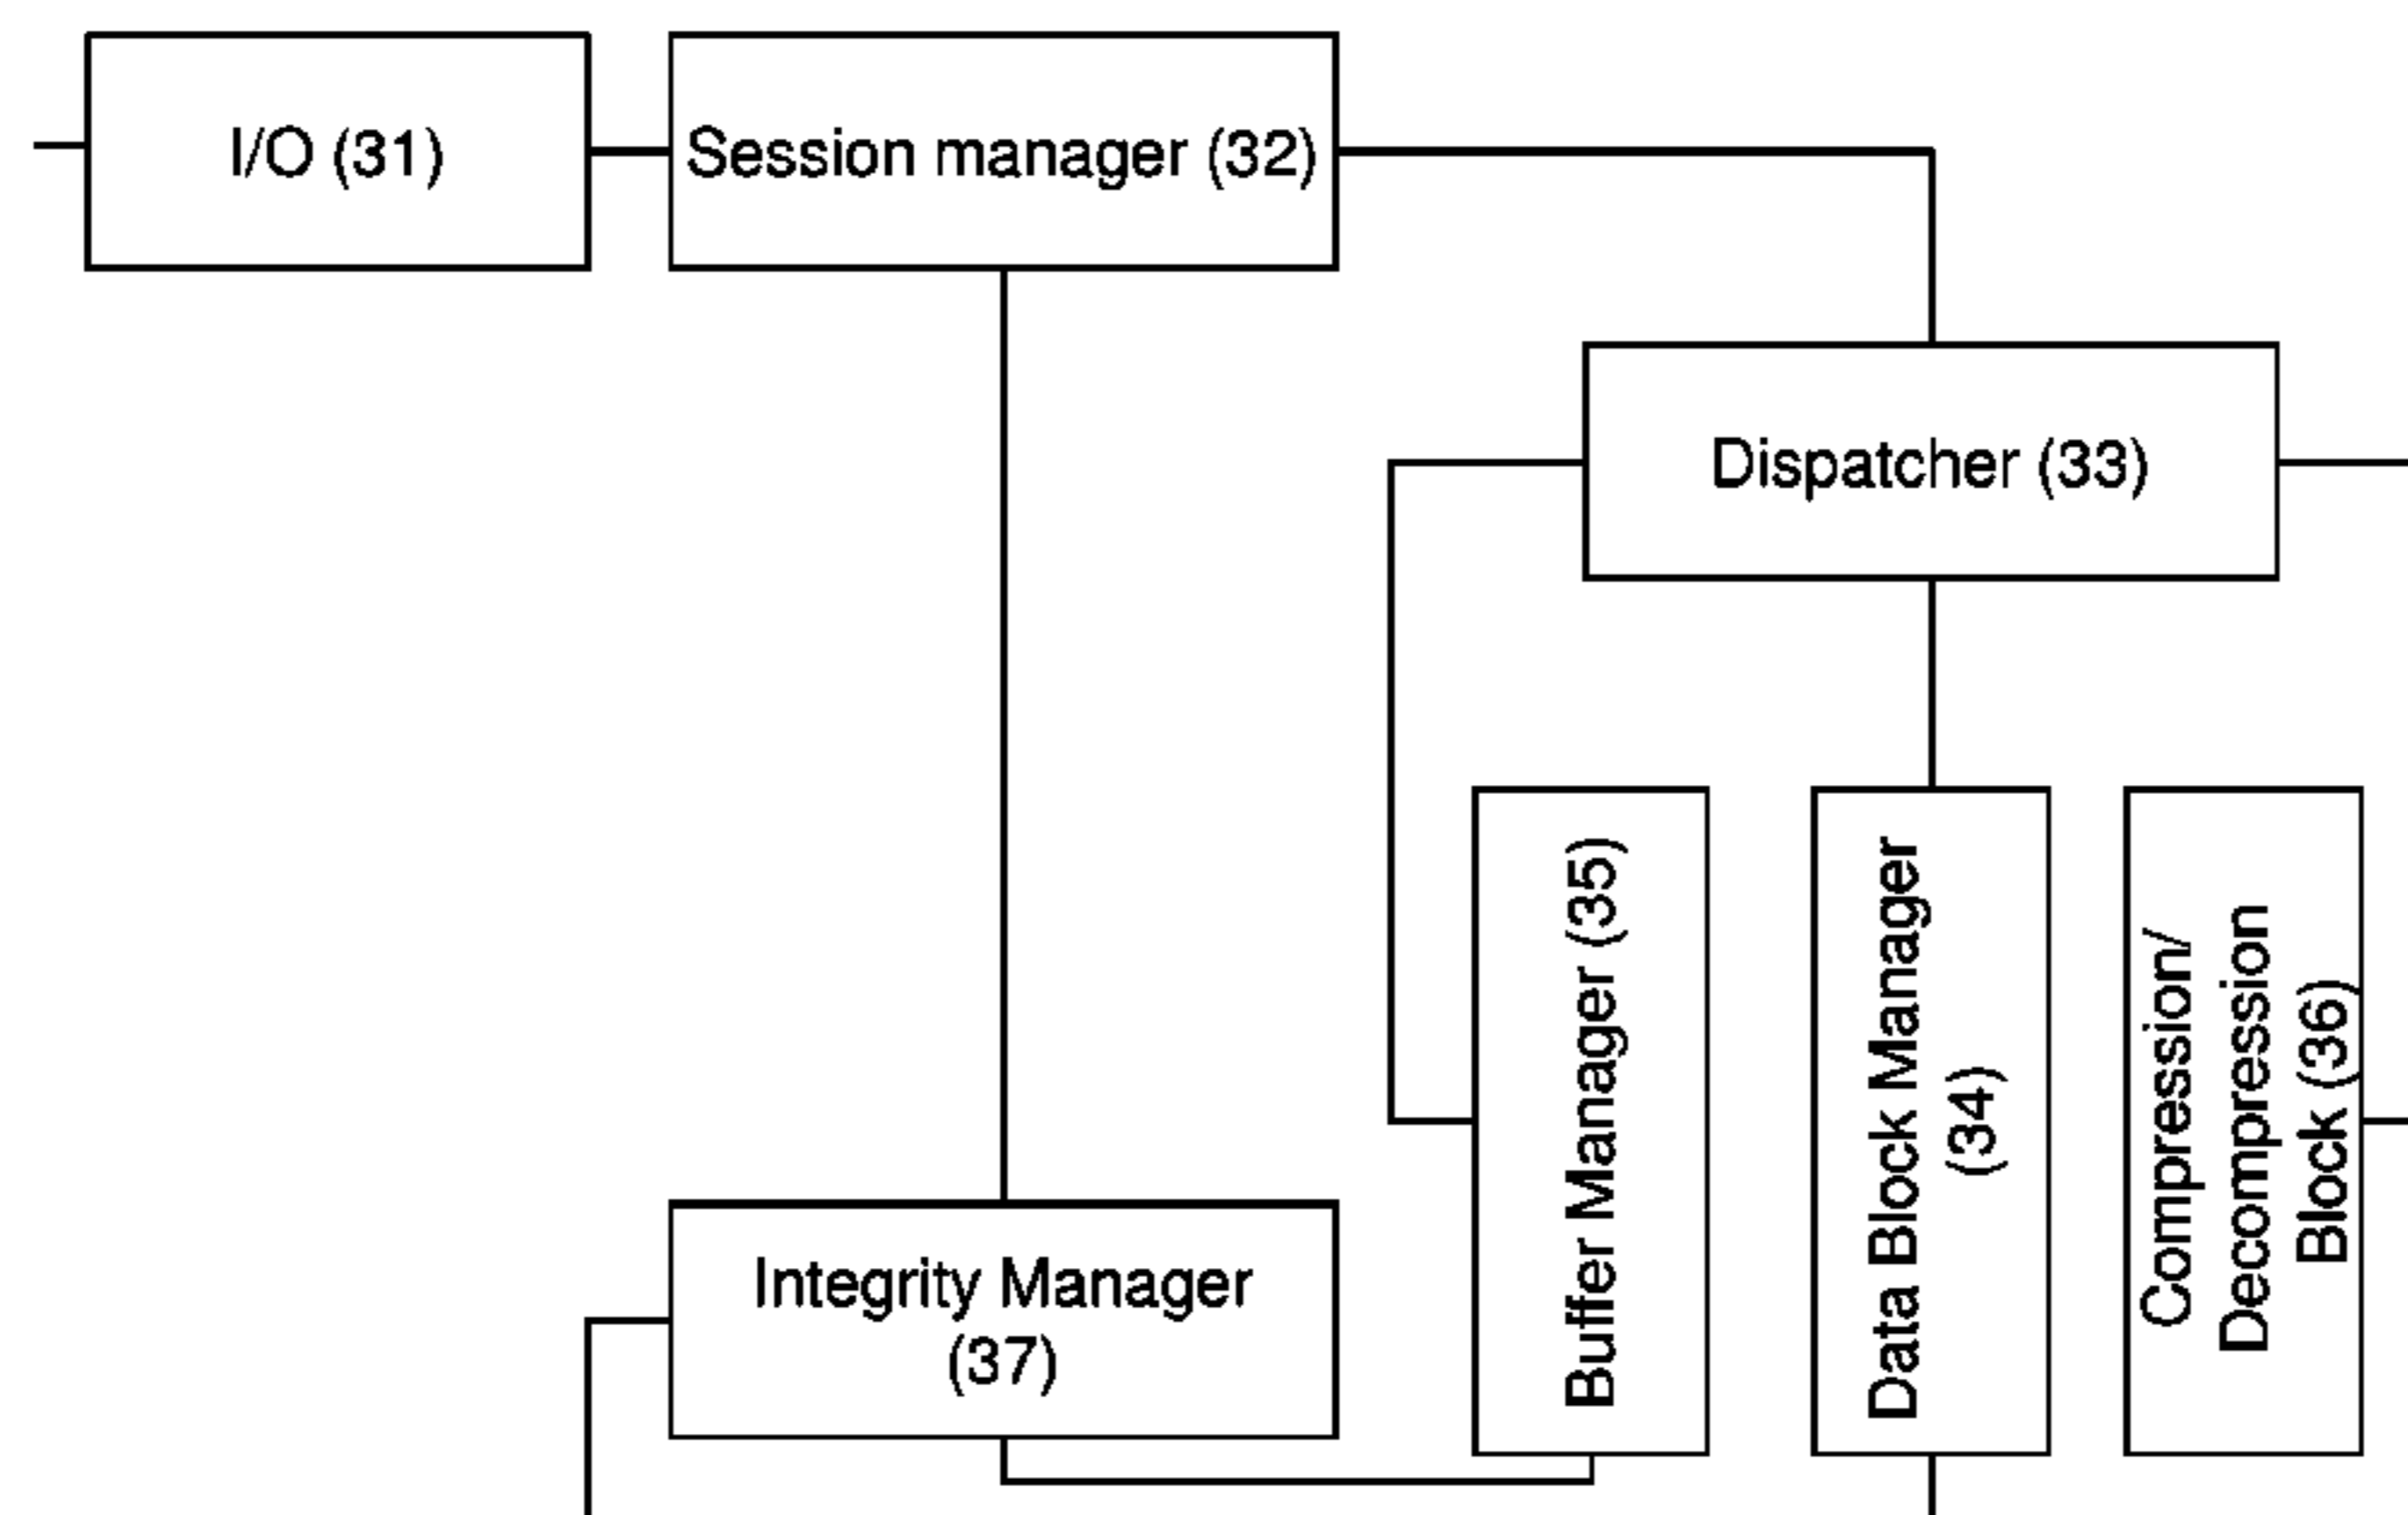 I/O (31)
Session manager (32)
Dispatcher (33)
Buffer Manager (35)
Data Block Manager
(34)
Compression/
Decompression
Block (36)
Integrity Manager
(37)